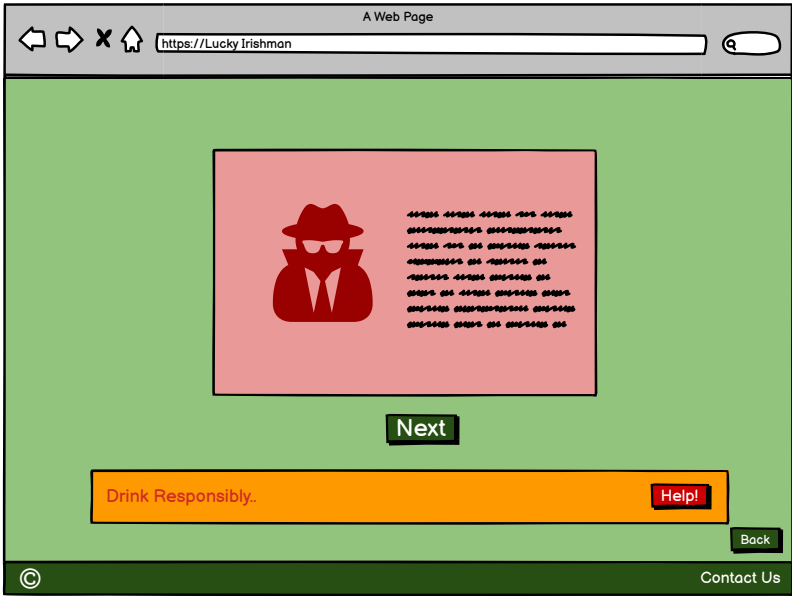 A Web Page
https://Lucky Irishman
Next
Drink Responsibly..
Help!
Back
©
Contact Us